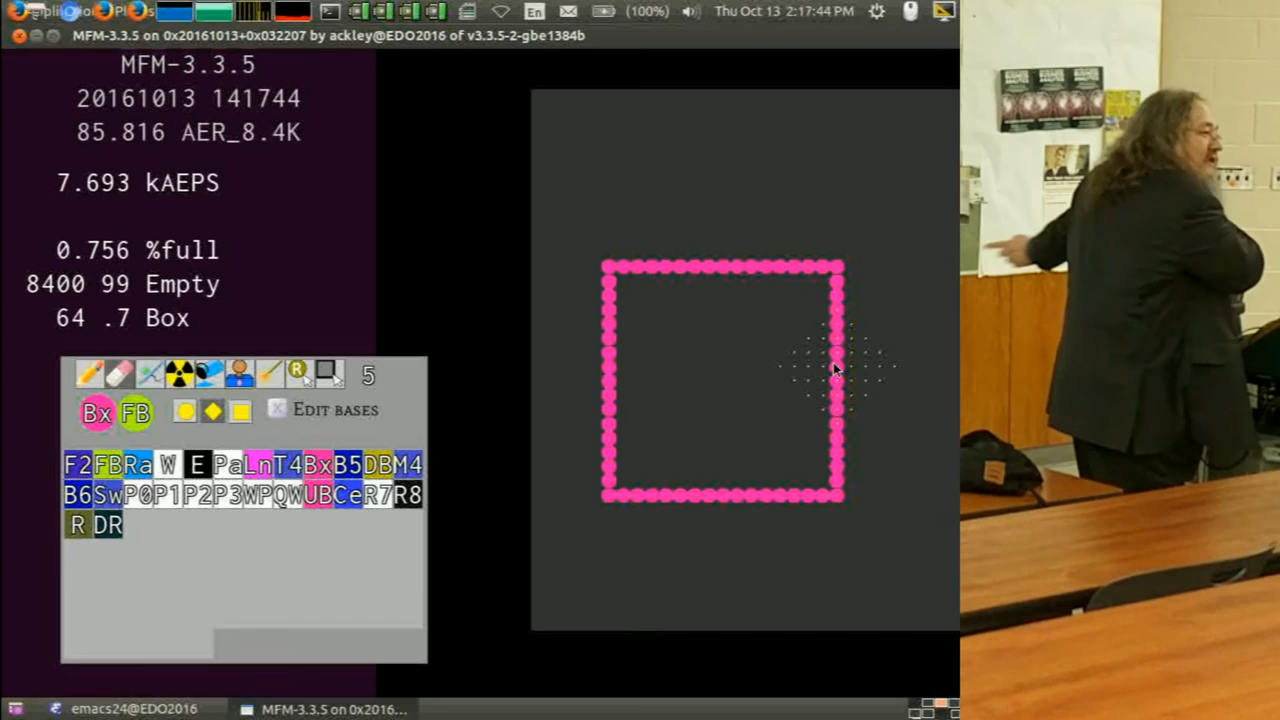 En
(100%)
Thu Oct 13 2:17:44 PM
MFM-3.3.5 on 0x20161013+0x032207 by ackley@EDO2016 of v3.3.5-2-gbe1384b
MFM-3.3.5
20161013 141744
85.816 AER_8.4K
7.693 kAEPS
0.756 %full
8400 99 Empty
64 .7 Box
R 5
Bx FB Edit bases
F2 FB Ra W E Pa Ln T4 Bx B5 DB M4
B6 Sw P0 P1 P2 P3 WP QW UB Ce R7 R8
R DR
emacs24@EDO2016
MFM-3.3.5 on 0x2016...